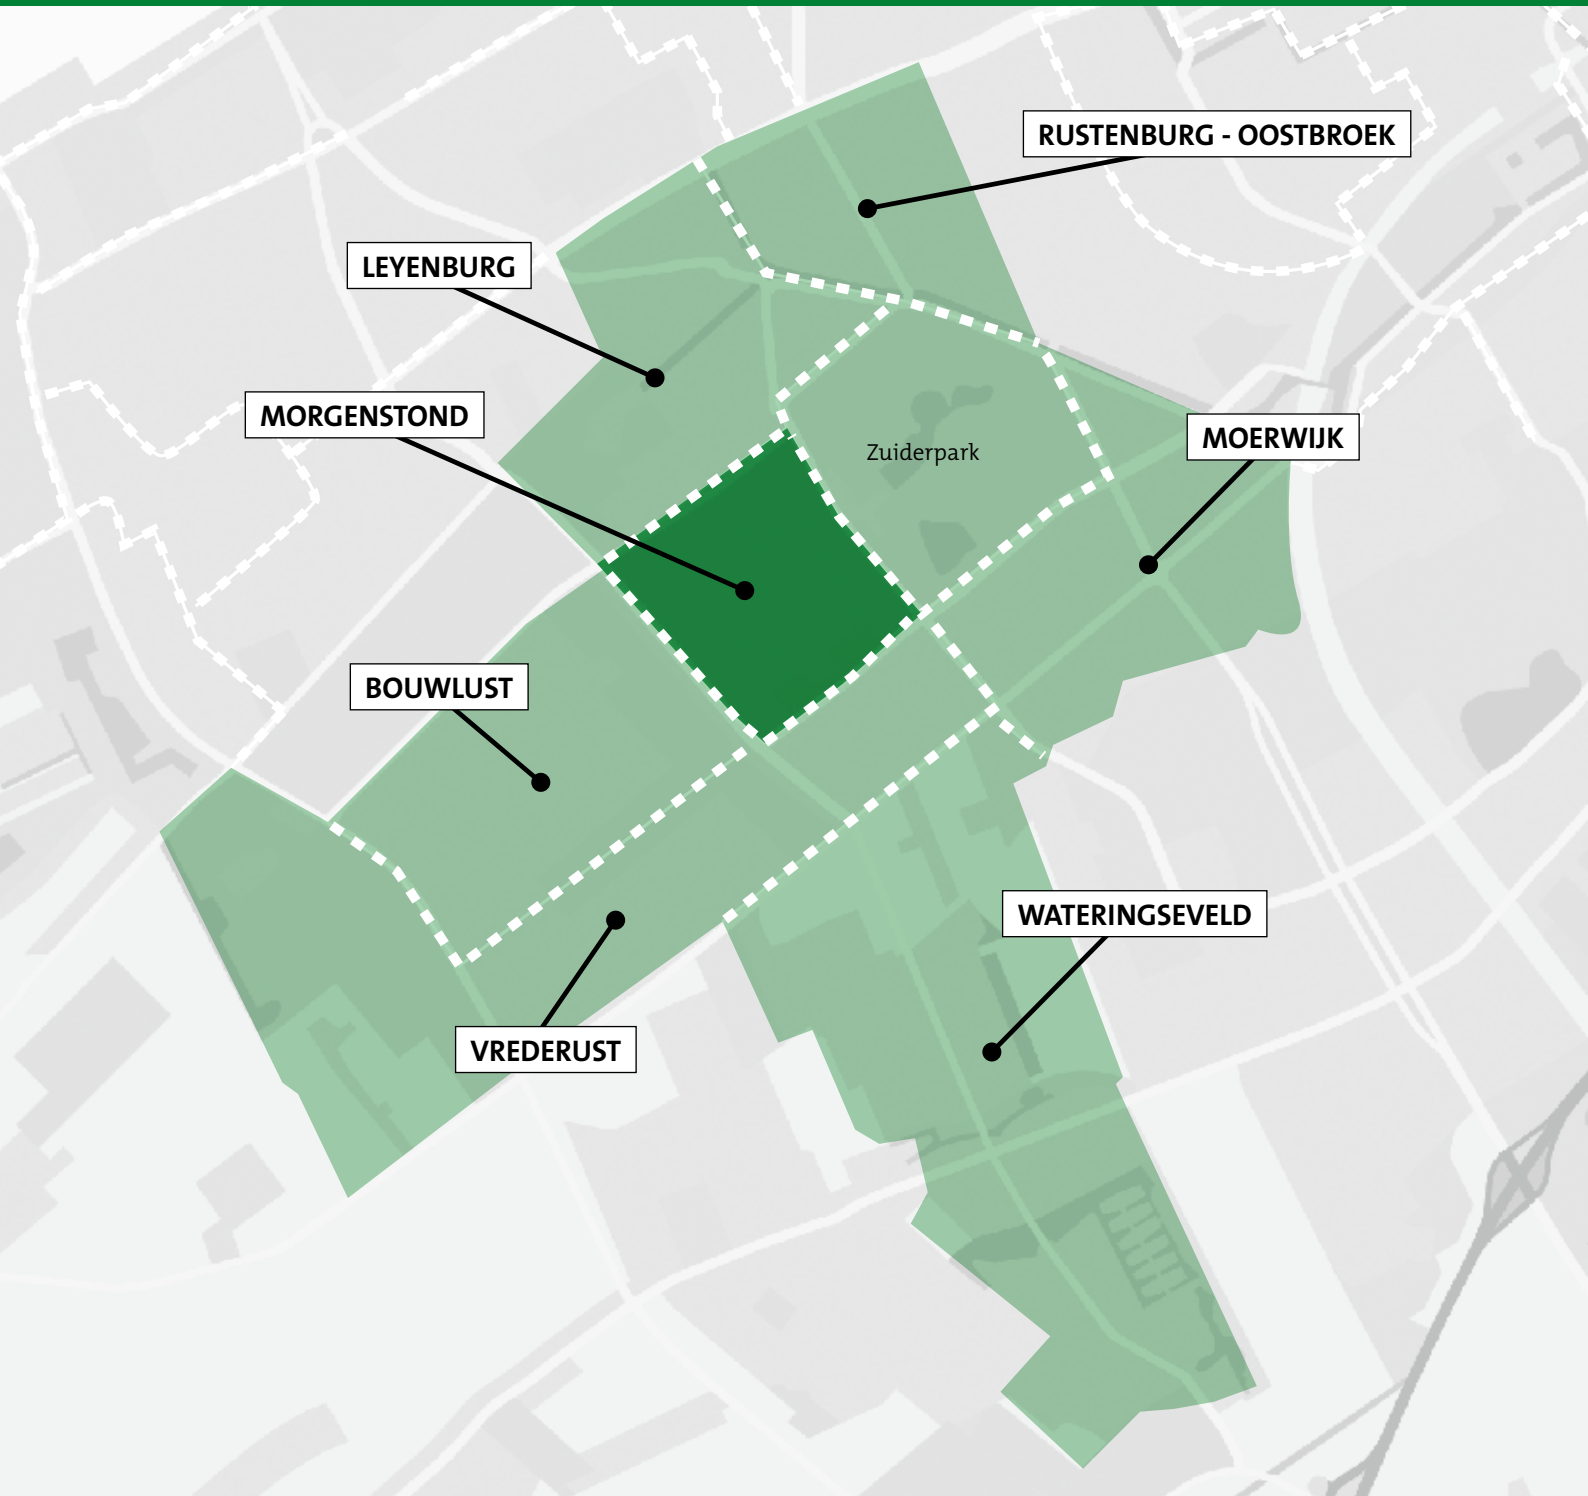 RUSTENBURG - OOSTBROEK
LEYENBURG
MORGENSTOND
MOERWIJK
Zuiderpark
BOUWLUST
WATERINGSEVELD
VREDERUST